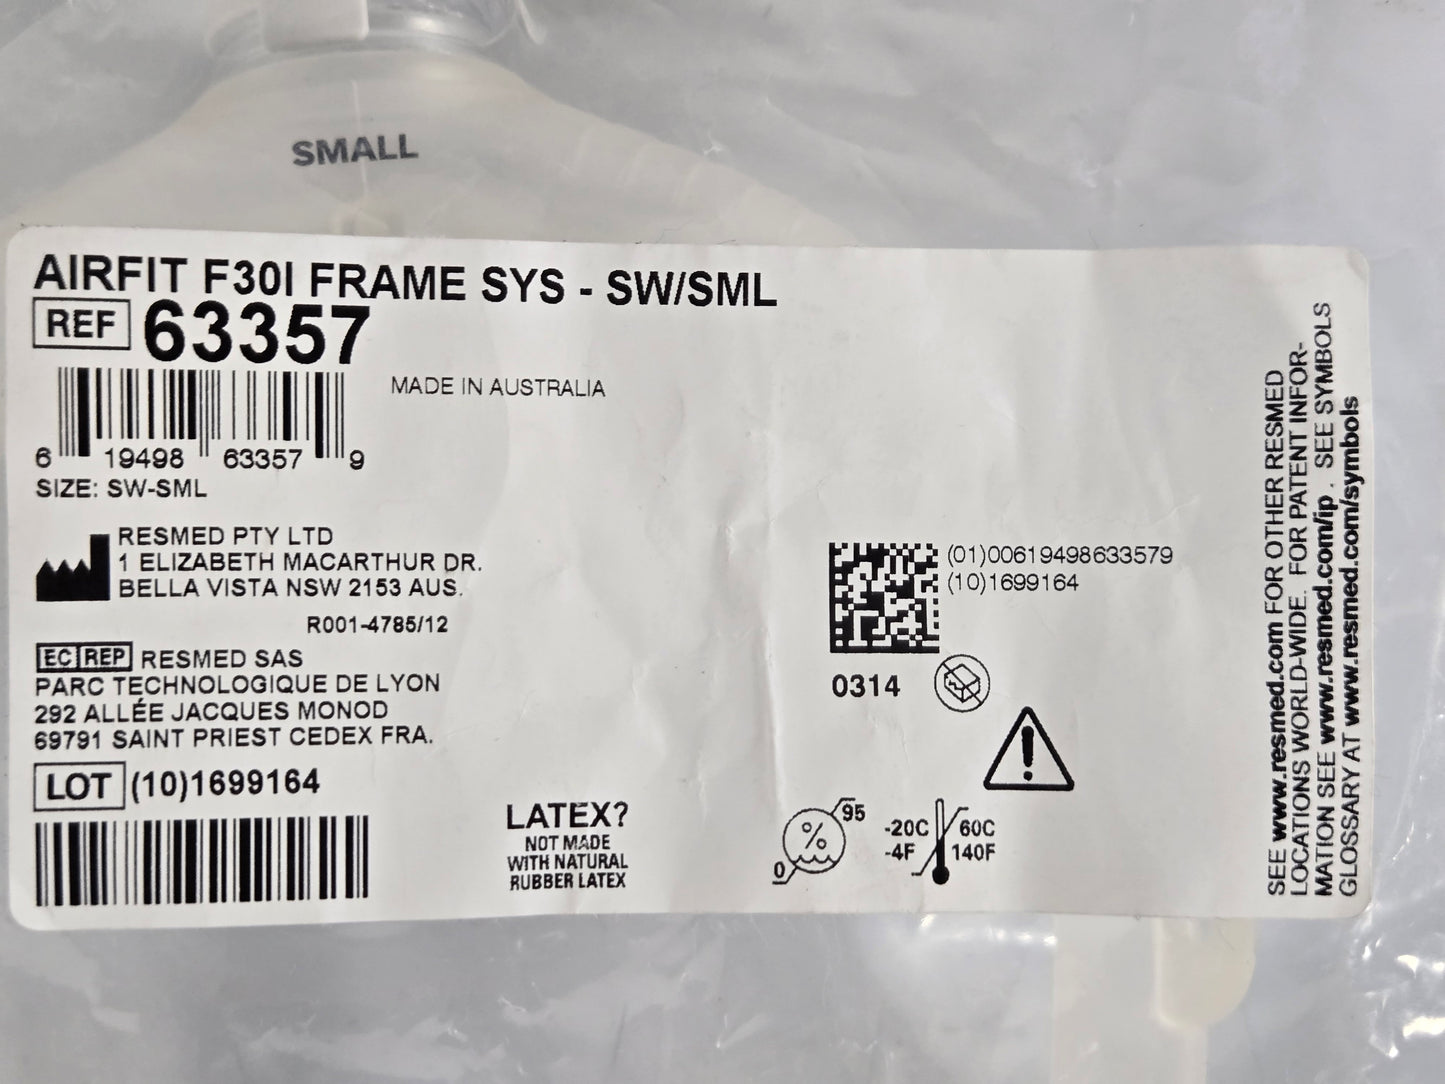 SMALL
AIRFIT F30I FRAME SYS - SW/SML
REF 63357
MADE IN AUSTRALIA
6 19498 63357 9
SIZE: SW-SML
RESMED PTY LTD
1 ELIZABETH MACARTHUR DR.
BELLA VISTA NSW 2153 AUS.
R001-4785/12
EC REP RESMED SAS
PARC TECHNOLOGIQUE DE LYON
292 ALLÉE JACQUES MONOD
69791 SAINT PRIEST CEDEX FRA.
LOT (10)1699164
LATEX?
NOT MADE
WITH NATURAL
RUBBER LATEX
(01)00619498633579
(10)1699164
0314
95
%
0
-20C 60C
-4F 140F
SEE www.resmed.com FOR OTHER RESMED
LOCATIONS WORLD-WIDE. FOR PATENT INFOR-
MATION SEE www.resmed.com/ip . SEE SYMBOLS
GLOSSARY AT www.resmed.com/symbols